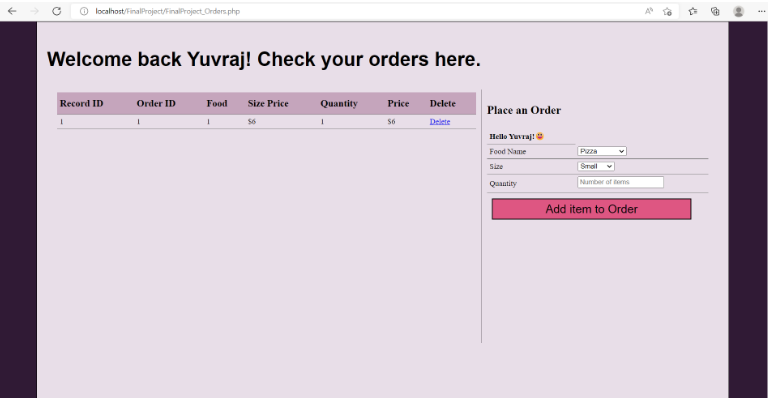 localhost/FinalProject/FinalProject_Orders.php
Welcome back Yuvraj! Check your orders here.
Record ID Order ID Food Size Price Quantity Price Delete
1 1 1 $6 1 $6 Delete
Place an Order
Hello Yuvraj! 😃
Food Name Pizza
Size Small
Quantity Number of items
Add item to Order